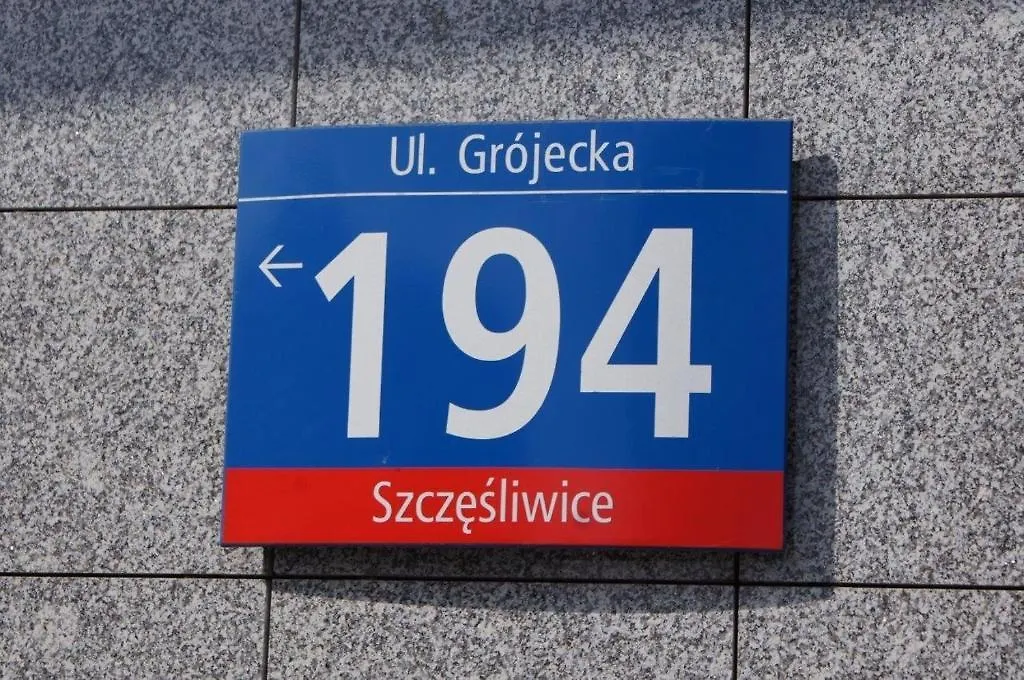 Ul. Grójecka
←194
Szczęśliwice